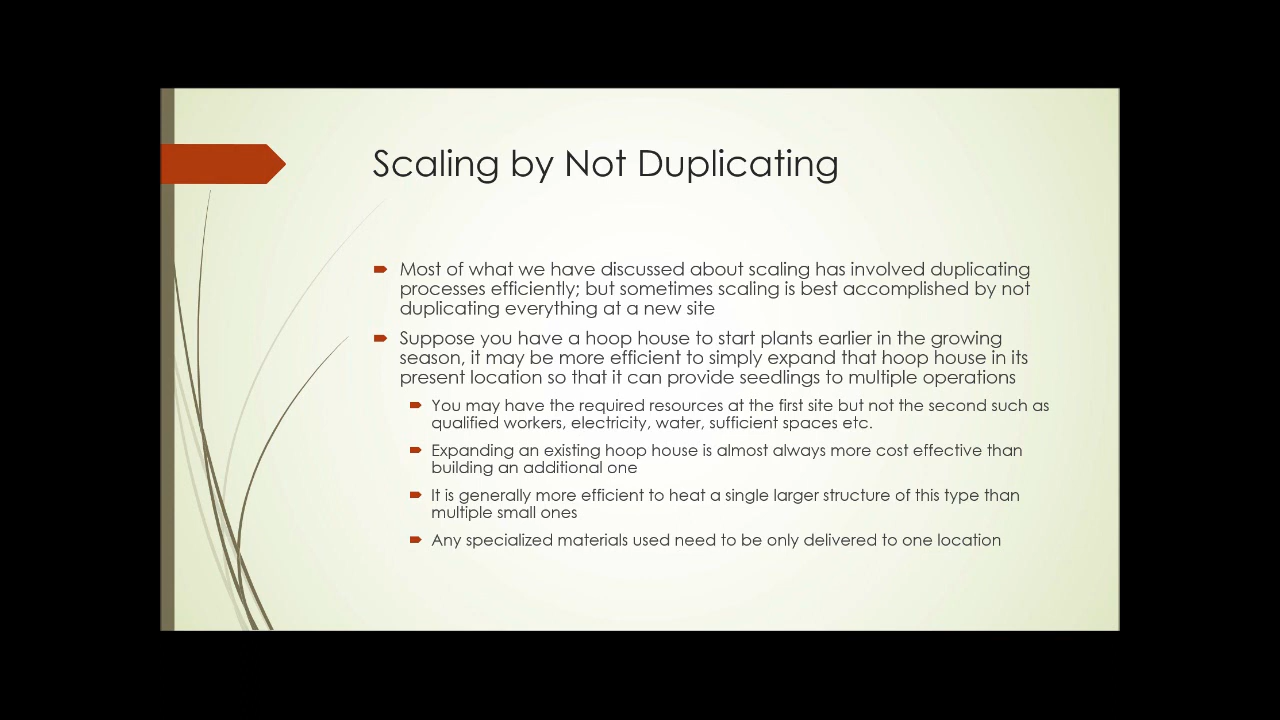 Scaling by Not Duplicating
Most of what we have discussed about scaling has involved duplicating
processes efficiently; but sometimes scaling is best accomplished by not
duplicating everything at a new site
Suppose you have a hoop house to start plants earlier in the growing
season, it may be more efficient to simply expand that hoop house in its
present location so that it can provide seedlings to multiple operations
You may have the required resources at the first site but not the second such as
qualified workers, electricity, water, sufficient spaces etc.
Expanding an existing hoop house is almost always more cost effective than
building an additional one
It is generally more efficient to heat a single larger structure of this type than
multiple small ones
Any specialized materials used need to be only delivered to one location